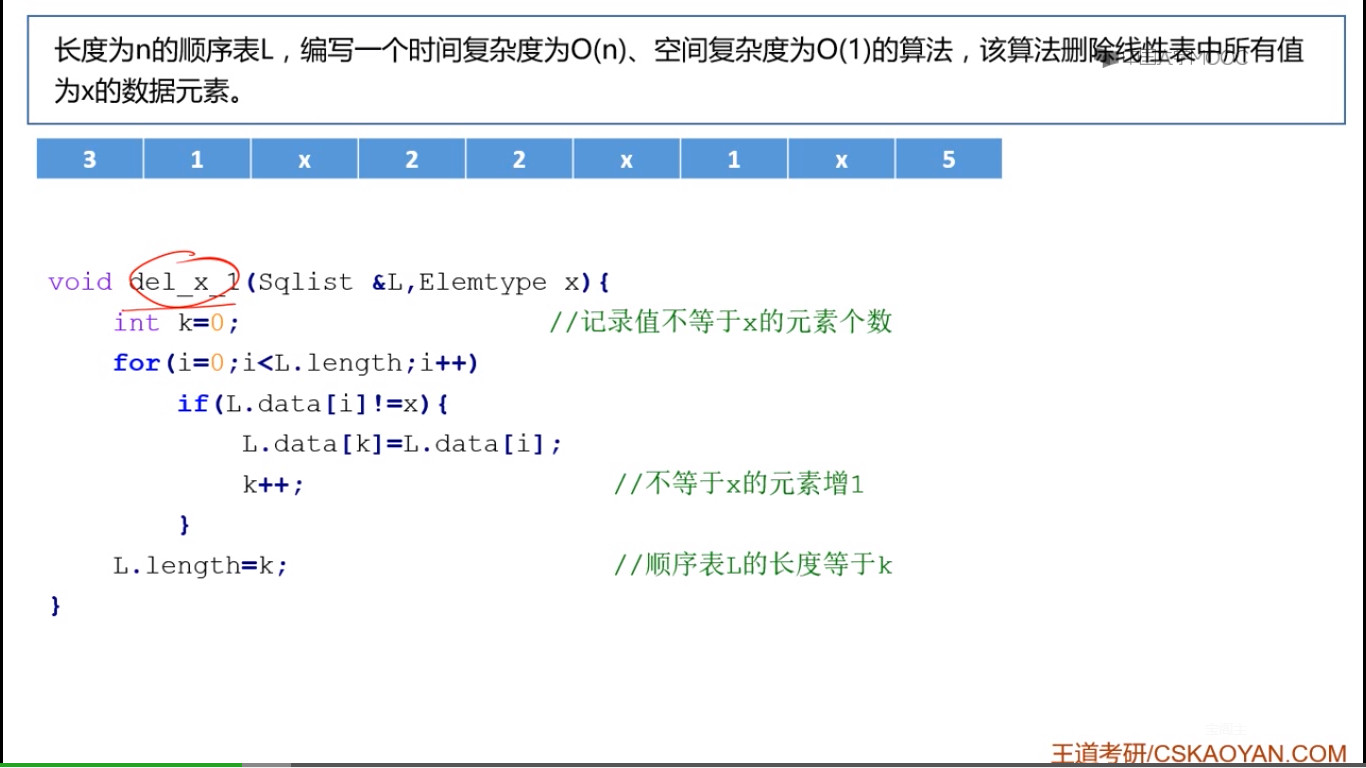 长度为n的顺序表L，编写一个时间复杂度为O(n)、空间复杂度为O(1)的算法，该算法删除线性表中所有值
为x的数据元素。
3 1 x 2 2 x 1 x 5
void del_x_1(Sqlist &L,Elemtype x){
int k=0; //记录值不等于x的元素个数
for(i=0;i<L.length;i++)
if(L.data[i]!=x){
L.data[k]=L.data[i];
k++; //不等于x的元素增1
}
L.length=k; //顺序表L的长度等于k
}
王道考研/CSKAOYAN.COM